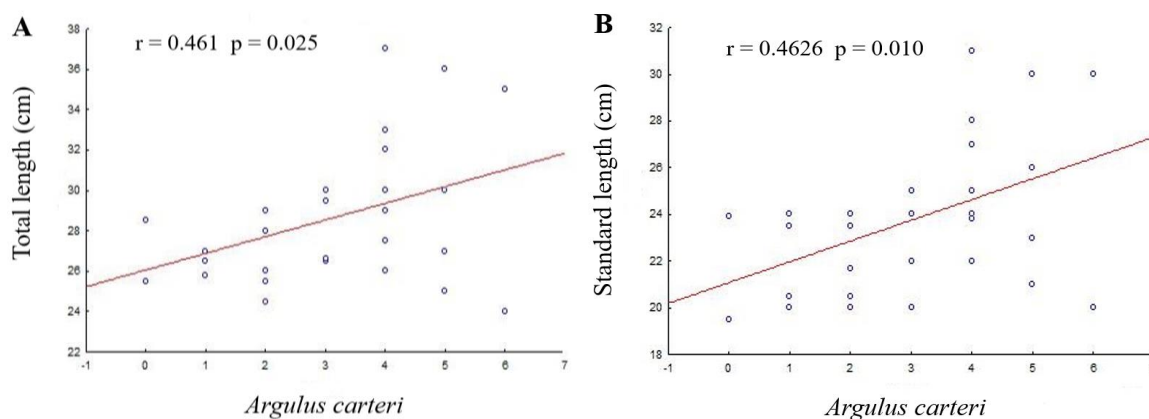 A
r = 0.461 p = 0.025
Total length (cm)
38
36
34
32
30
28
26
24
22
-1 0 1 2 3 4 5 6 7
Argulus carteri
B
r = 0.4626 p = 0.010
Standard length (cm)
32
30
28
26
24
22
20
18
-1 0 1 2 3 4 5 6
Argulus carteri